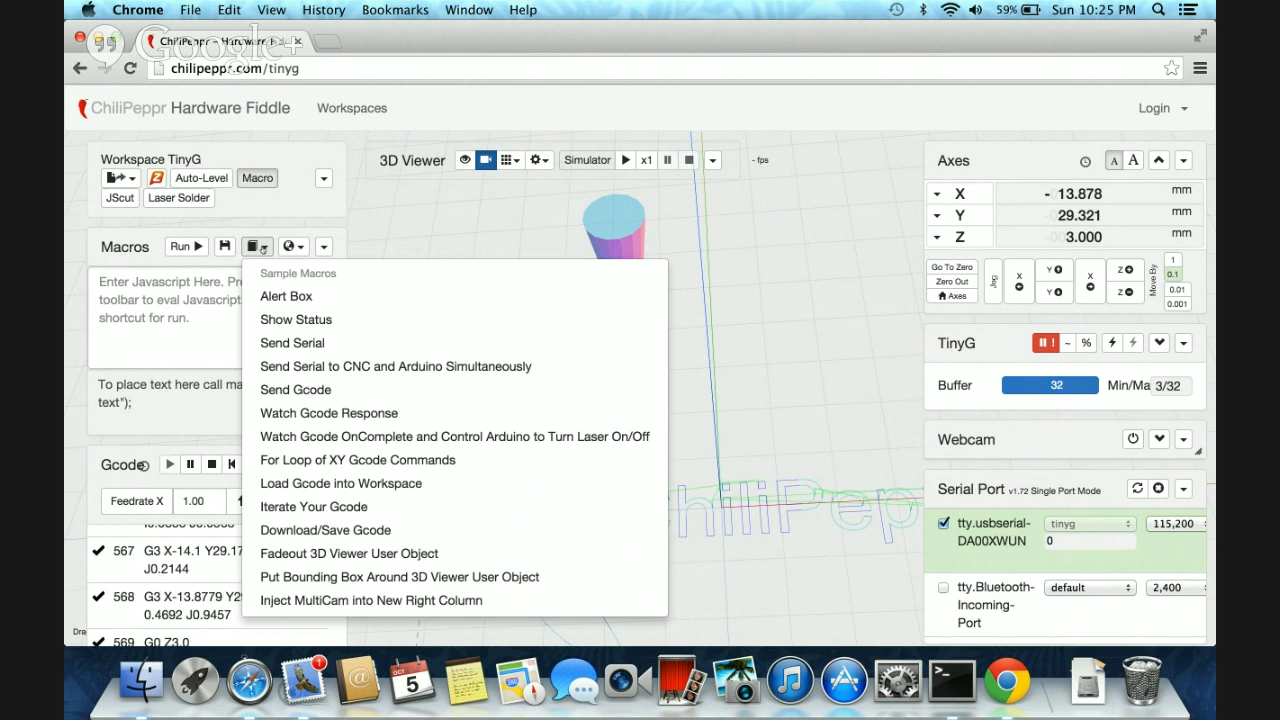 Chrome File Edit View History Bookmarks Window Help 59% Sun 10:25 PM
Google+
chilipeppr.com/tinyg
ChiliPeppr Hardware Fiddle Workspaces Login
Workspace TinyG
Auto-Level Macro
JScut Laser Solder
3D Viewer Simulator x1 - fps
Macros Run
Enter Javascript Here. Pr
toolbar to eval Javascript
shortcut for run.
To place text here call ma
text");
Sample Macros
Alert Box
Show Status
Send Serial
Send Serial to CNC and Arduino Simultaneously
Send Gcode
Watch Gcode Response
Watch Gcode OnComplete and Control Arduino to Turn Laser On/Off
For Loop of XY Gcode Commands
Load Gcode into Workspace
Iterate Your Gcode
Download/Save Gcode
Fadeout 3D Viewer User Object
Put Bounding Box Around 3D Viewer User Object
Inject MultiCam into New Right Column
Gcode
Feedrate X 1.00
567 G3 X-14.1 Y29.17
J0.2144
568 G3 X-13.8779 Y29
0.4692 J0.9457
569 G0 Z3.0
hiliPep
Axes A A
X - 13.878 mm
Y 29.321 mm
Z 3.000 mm
Go To Zero
Zero Out
Axes
Jog
X Y X Z
Y Z
Move By
1
0.1
0.01
0.001
TinyG ! ~ %
Buffer 32 Min/Ma 3/32
Webcam
Serial Port v1.72 Single Port Mode
tty.usbserial- tinyg 115,200
DA00XWUN 0
tty.Bluetooth- default 2,400
Incoming-
Port
OCT
5
1